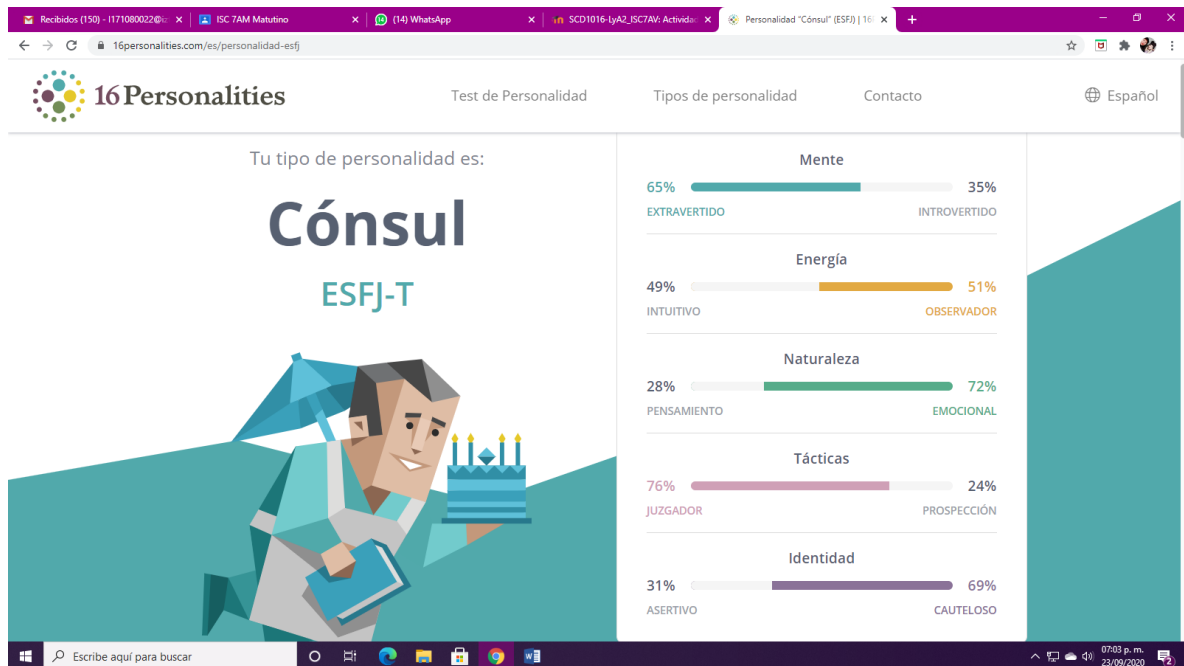 Recibidos (150) - l171080022@iz
ISC 7AM Matutino
(14) WhatsApp
SCD1016-LyA2_ISC7AV: Actividad
Personalidad "Cónsul" (ESFJ) | 16
16personalities.com/es/personalidad-esfj
16Personalities
Test de Personalidad
Tipos de personalidad
Contacto
Español
Tu tipo de personalidad es:
Cónsul
ESFJ-T
Mente
65% 35%
EXTRAVERTIDO INTROVERTIDO
Energía
49% 51%
INTUITIVO OBSERVADOR
Naturaleza
28% 72%
PENSAMIENTO EMOCIONAL
Tácticas
76% 24%
JUZGADOR PROSPECCIÓN
Identidad
31% 69%
ASERTIVO CAUTELOSO
Escribe aquí para buscar
07:03 p. m.
23/09/2020